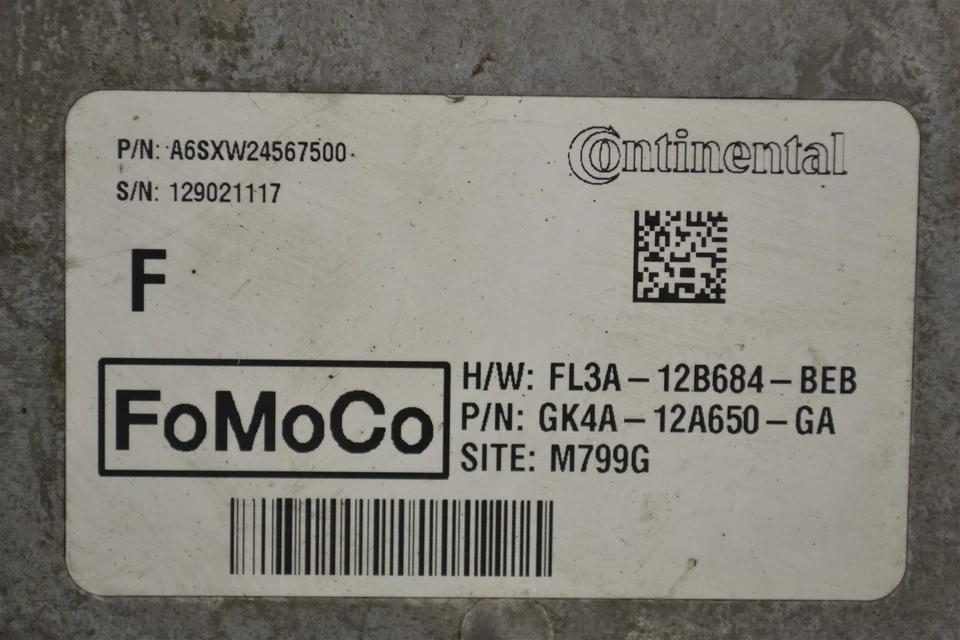 P/N: A6SXW24567500
S/N: 129021117
Continental
F
FoMoCo
H/W: FL3A-12B684-BEB
P/N: GK4A-12A650-GA
SITE: M799G